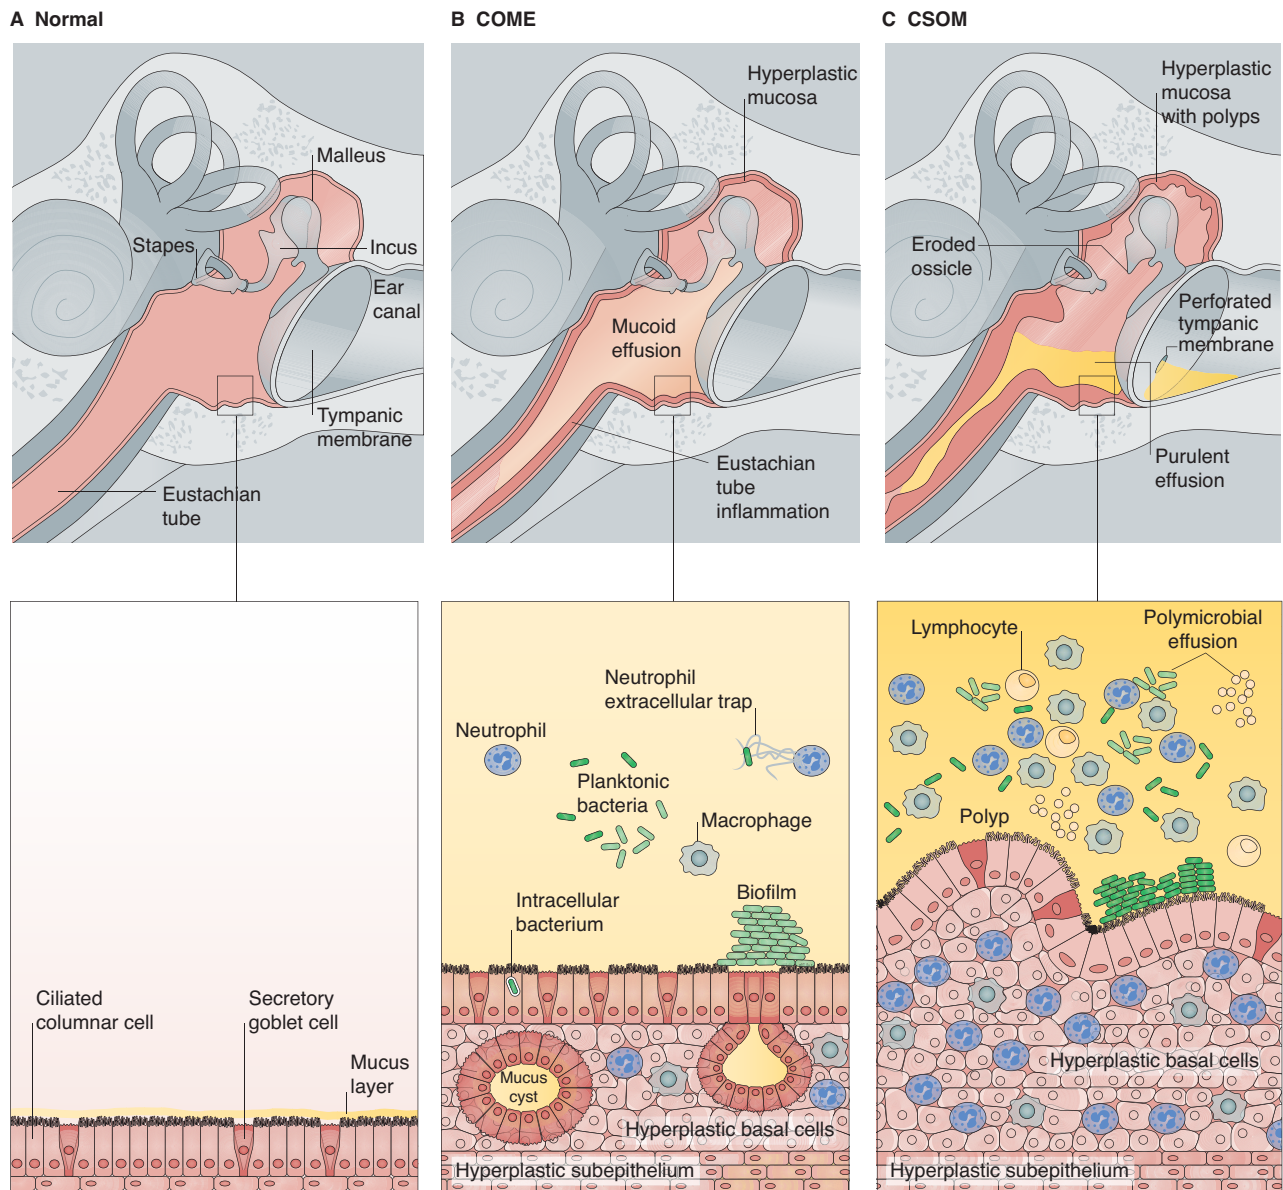 A Normal
B COME
C CSOM
Malleus
Stapes
Incus
Ear
canal
Tympanic
membrane
Eustachian
tube
Hyperplastic
mucosa
Mucoid
effusion
Eustachian
tube
inflammation
Hyperplastic
mucosa
with polyps
Eroded
ossicle
Perforated
tympanic
membrane
Purulent
effusion
Ciliated
columnar cell
Secretory
goblet cell
Mucus
layer
Neutrophil
extracellular trap
Neutrophil
Planktonic
bacteria
Macrophage
Intracellular
bacterium
Biofilm
Mucus
cyst
Hyperplastic basal cells
Hyperplastic subepithelium
Lymphocyte
Polymicrobial
effusion
Polyp
Hyperplastic basal cells
Hyperplastic subepithelium